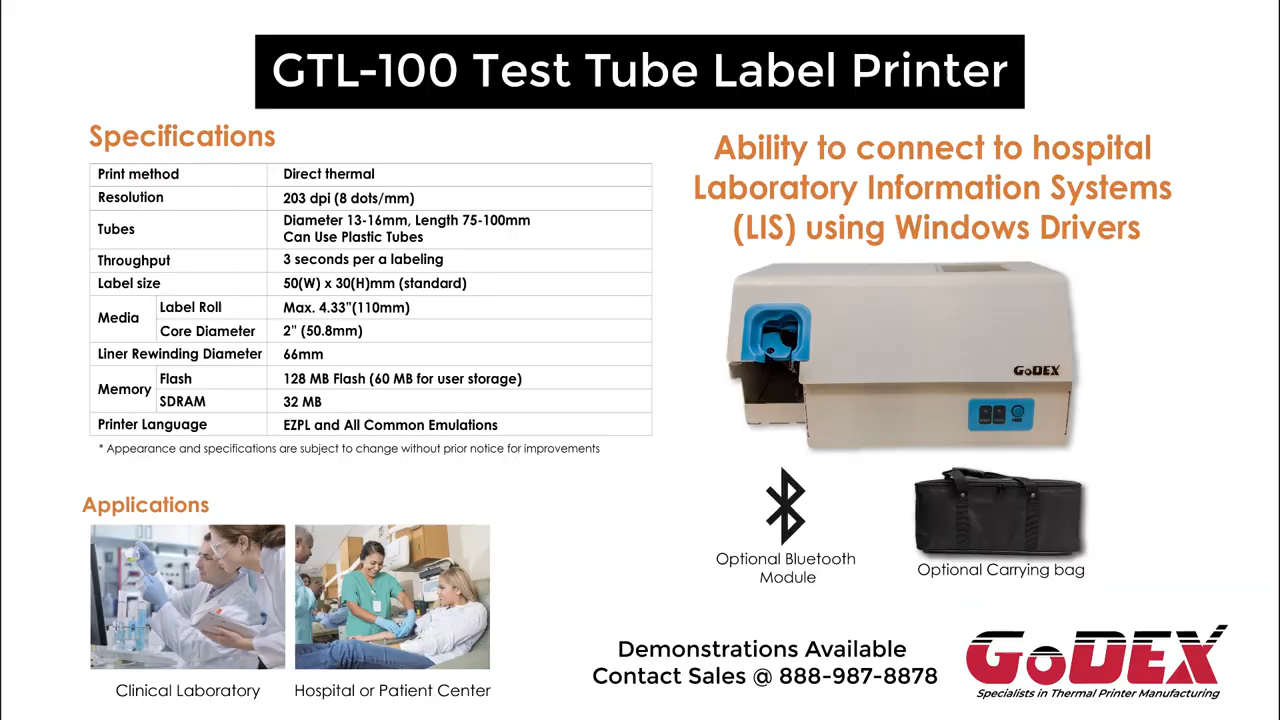 GTL-100 Test Tube Label Printer
Specifications
Print method Direct thermal
Resolution 203 dpi (8 dots/mm)
Tubes Diameter 13-16mm, Length 75-100mm
Can Use Plastic Tubes
Throughput 3 seconds per a labeling
Label size 50(W) x 30(H)mm (standard)
Media Label Roll Max. 4.33”(110mm)
Core Diameter 2” (50.8mm)
Liner Rewinding Diameter 66mm
Memory Flash 128 MB Flash (60 MB for user storage)
SDRAM 32 MB
Printer Language EZPL and All Common Emulations
* Appearance and specifications are subject to change without prior notice for improvements
Applications
Clinical Laboratory
Hospital or Patient Center
Ability to connect to hospital
Laboratory Information Systems
(LIS) using Windows Drivers
GoDEX
Optional Bluetooth
Module
Optional Carrying bag
Demonstrations Available
Contact Sales @ 888-987-8878
GoDEX
Specialists in Thermal Printer Manufacturing